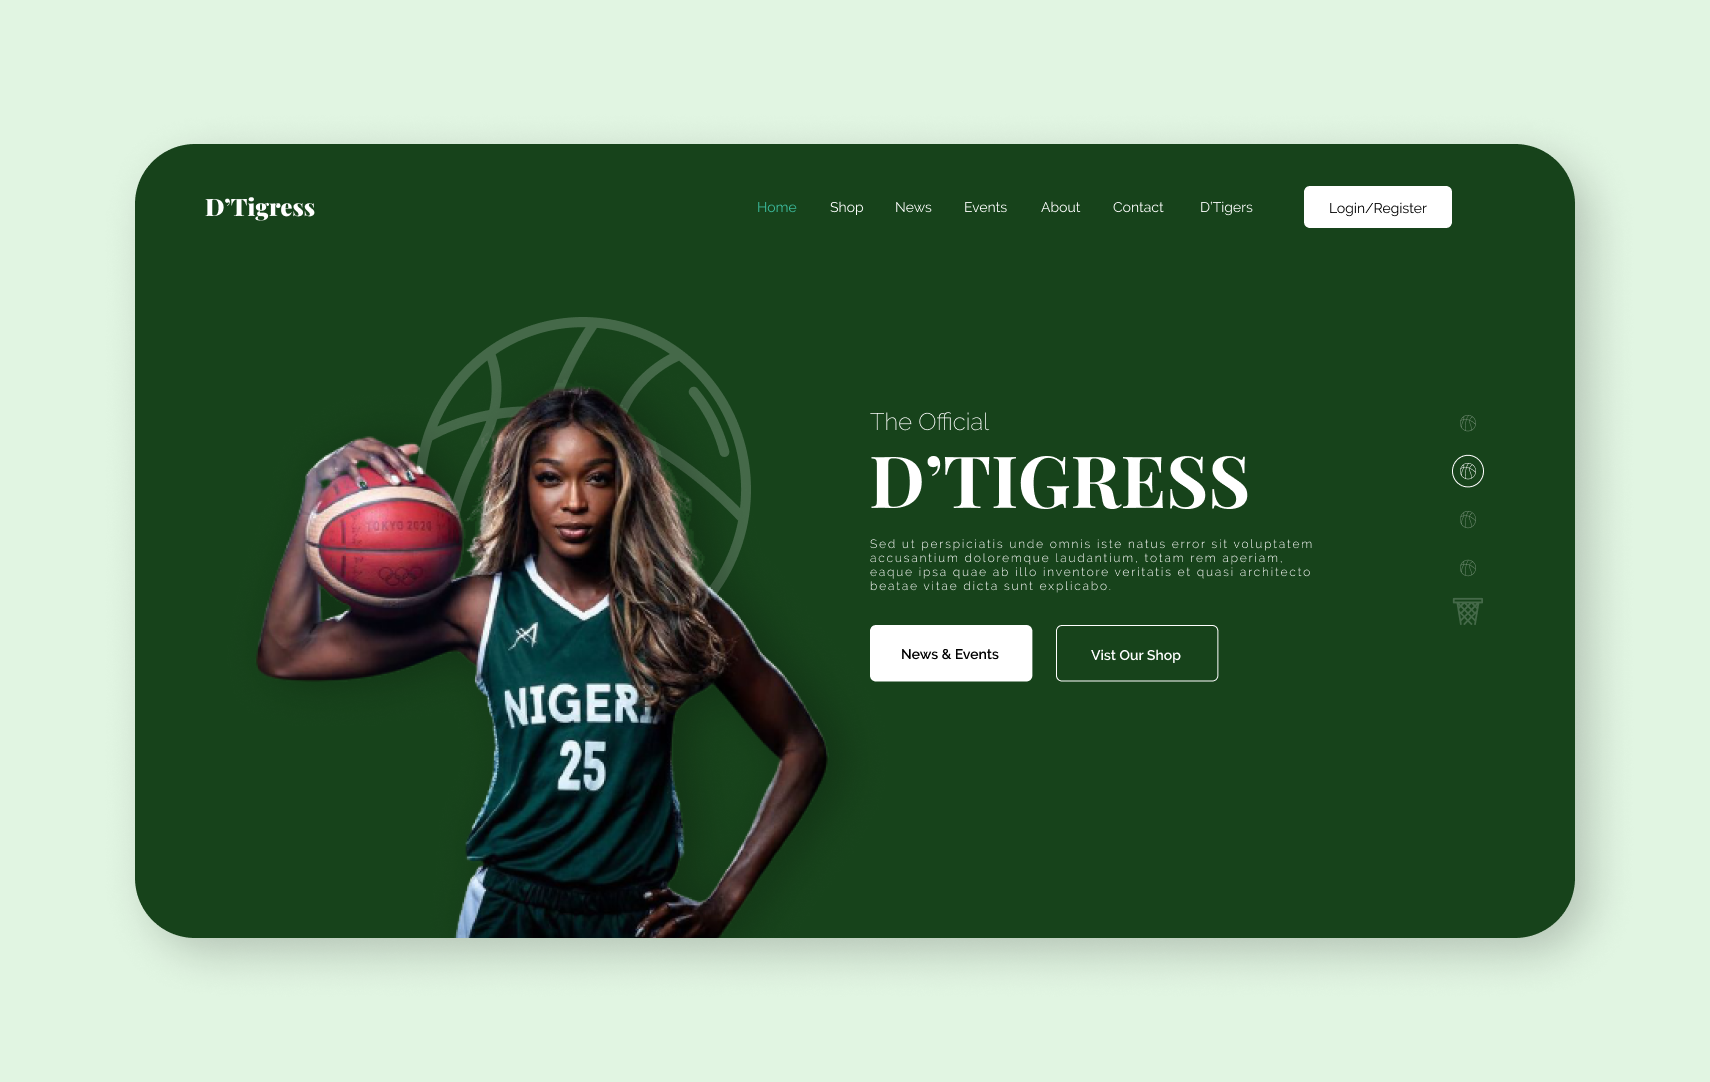 D’Tigress
Home Shop News Events About Contact D’Tigers Login/Register
The Official
D’TIGRESS
Sed ut perspiciatis unde omnis iste natus error sit voluptatem
accusantium doloremque laudantium, totam rem aperiam,
eaque ipsa quae ab illo inventore veritatis et quasi architecto
beatae vitae dicta sunt explicabo.
News & Events Vist Our Shop
TOKYO 2020
NIGERI
25